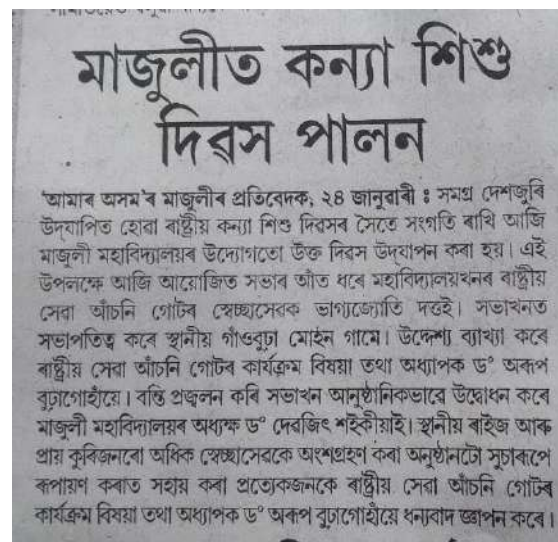 মাজুলীত কন্যা শিশু
দিৱস পালন
'আমাৰ অসম'ৰ মাজুলীৰ প্ৰতিবেদক, ২৪ জানুৱাৰী : সমগ্ৰ দেশজুৰি
উদযাপিত হোৱা ৰাষ্ট্ৰীয় কন্যা শিশু দিৱসৰ সৈতে সংগতি ৰাখি আজি
মাজুলী মহাবিদ্যালয়ৰ উদ্যোগতো উক্ত দিৱস উদযাপন কৰা হয়। এই
উপলক্ষে আজি আয়োজিত সভাৰ আঁত ধৰে মহাবিদ্যালয়খনৰ ৰাষ্ট্ৰীয়
সেৱা আঁচনি গোটৰ স্বেচ্ছাসেৱক ভাগ্যজ্যোতি দত্তই। সভাখনত
সভাপতিত্ব কৰে স্থানীয় গাঁওবুঢ়া মোহন গামে। উদ্দেশ্য ব্যাখ্যা কৰে
ৰাষ্ট্ৰীয় সেৱা আঁচনি গোটৰ কাৰ্যক্ৰম বিষয়া তথা অধ্যাপক ড° অৰূপ
বুঢ়াগোহাঁয়ে। বন্তি প্ৰজ্বলন কৰি সভাখন আনুষ্ঠানিকভাৱে উদ্বোধন কৰে
মাজুলী মহাবিদ্যালয়ৰ অধ্যক্ষ ড° দেবজিৎ শইকীয়াই। স্থানীয় ৰাইজ আৰু
প্ৰায় কুৰিজনৰো অধিক স্বেচ্ছাসেৱকে অংশগ্ৰহণ কৰা অনুষ্ঠানটো সুচাৰুৰূপে
ৰূপায়ণ কৰাত সহায় কৰা প্ৰত্যেকজনকে ৰাষ্ট্ৰীয় সেৱা আঁচনি গোটৰ
কাৰ্যক্ৰম বিষয়া তথা অধ্যাপক ড° অৰূপ বুঢ়াগোহাঁয়ে ধন্যবাদ জ্ঞাপন কৰে।